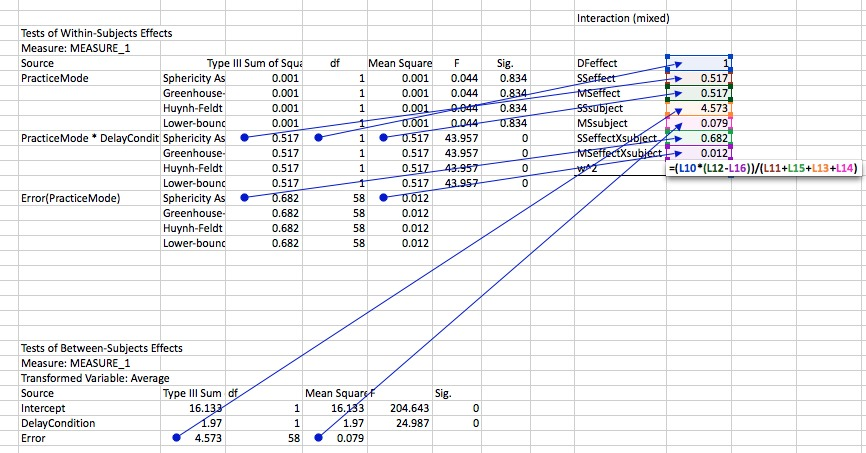 Interaction (mixed)
Tests of Within-Subjects Effects
Measure: MEASURE_1
Source Type III Sum of Squa df Mean Square F Sig. DFeffect 1
PracticeMode Sphericity As 0.001 1 0.001 0.044 0.834 SSeffect 0.517
Greenhouse- 0.001 1 0.001 0.044 0.834 MSeffect 0.517
Huynh-Feldt 0.001 1 0.001 0.044 0.834 SSsubject 4.573
Lower-bound 0.001 1 0.001 0.044 0.834 MSsubject 0.079
PracticeMode * DelayCondit Sphericity As 0.517 1 0.517 43.957 0 SSeffectXsubject 0.682
Greenhouse- 0.517 1 0.517 43.957 0 MSeffectXsubject 0.012
Huynh-Feldt 0.517 1 0.517 43.957 0 w^2 =(L10*(L12-L16))/(L11+L15+L13+L14)
Lower-bound 0.517 1 0.517 43.957 0
Error(PracticeMode) Sphericity As 0.682 58 0.012
Greenhouse- 0.682 58 0.012
Huynh-Feldt 0.682 58 0.012
Lower-bound 0.682 58 0.012
Tests of Between-Subjects Effects
Measure: MEASURE_1
Transformed Variable: Average
Source Type III Sum df Mean Square F Sig.
Intercept 16.133 1 16.133 204.643 0
DelayCondition 1.97 1 1.97 24.987 0
Error 4.573 58 0.079